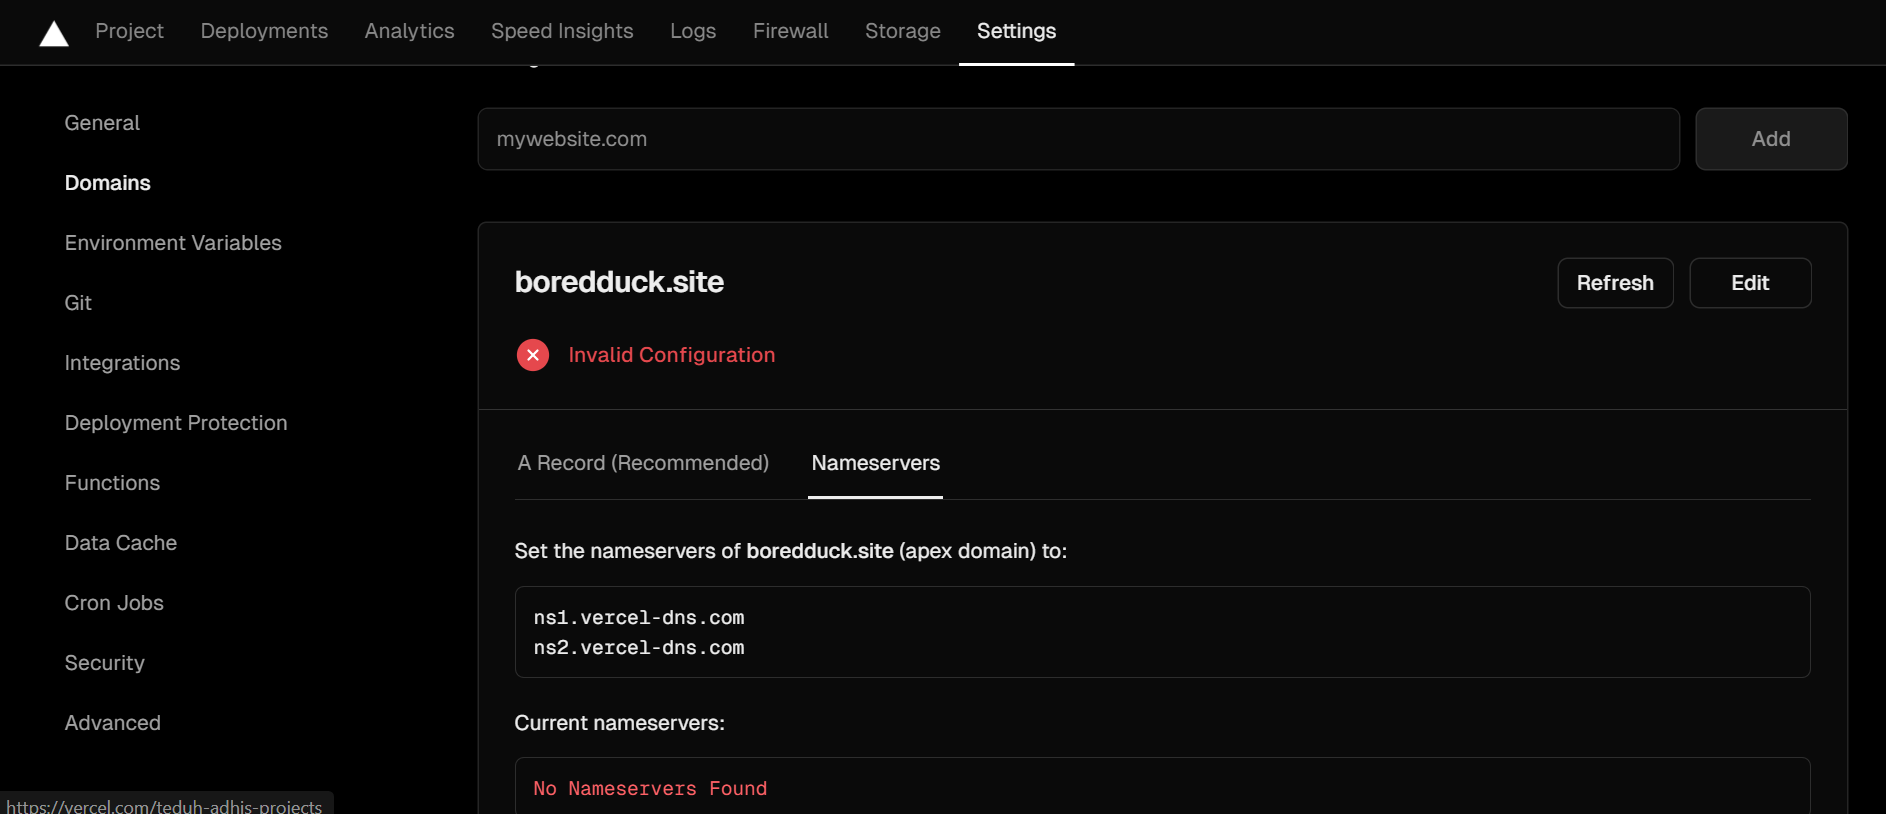 Project Deployments Analytics Speed Insights Logs Firewall Storage Settings
General
Domains
Environment Variables
Git
Integrations
Deployment Protection
Functions
Data Cache
Cron Jobs
Security
Advanced
mywebsite.com Add
boredduck.site Refresh Edit
Invalid Configuration
A Record (Recommended) Nameservers
Set the nameservers of boredduck.site (apex domain) to:
ns1.vercel-dns.com
ns2.vercel-dns.com
Current nameservers:
No Nameservers Found
https://vercel.com/teduh-adhis-projects